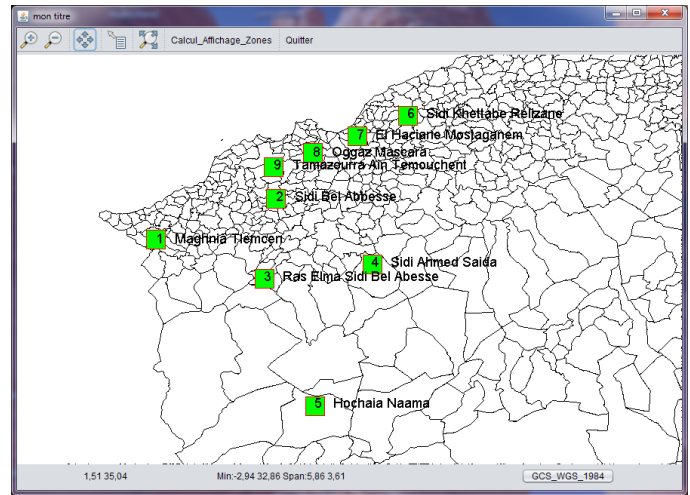 mon titre
Calcul_Affichage_Zones Quitter
6 Sidi Khettabe Relizane
7 El Haciane Mostaganem
8 Oggaz Mascara
9 Tamazeurra Ain Temouchent
2 Sidi Bel Abbesse
1 Maghnia Tlemcen
4 Sidi Ahmed Saida
3 Ras Elma Sidi Bel Abesse
5 Hochaia Naama
1,51 35,04 Min:-2,94 32,86 Span:5,86 3,61 GCS_WGS_1984